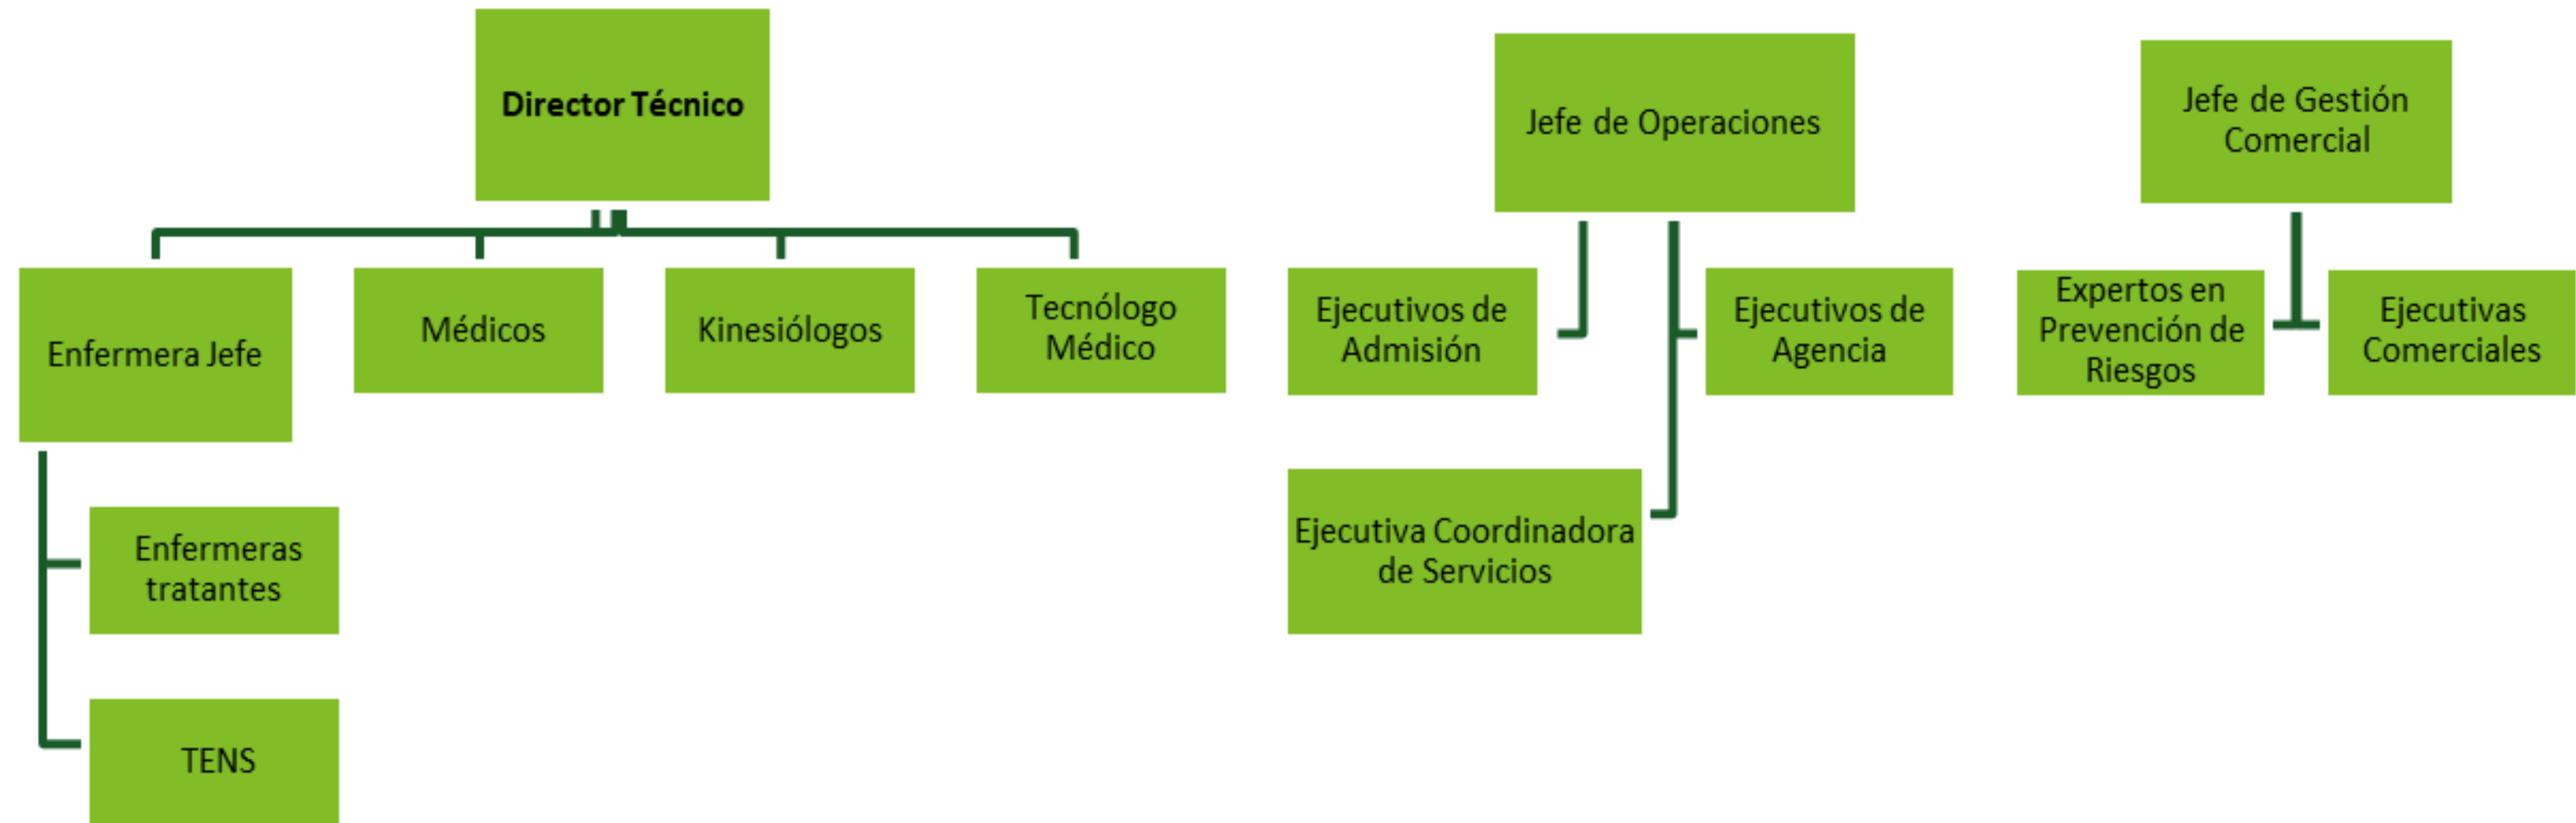 Director Técnico
Jefe de Operaciones
Jefe de Gestión
Comercial
Enfermera Jefe
Médicos
Kinesiólogos
Tecnólogo
Médico
Ejecutivos de
Admisión
Ejecutivos de
Agencia
Expertos en
Prevención de
Riesgos
Ejecutivas
Comerciales
Enfermeras
tratantes
Ejecutiva Coordinadora
de Servicios
TENS